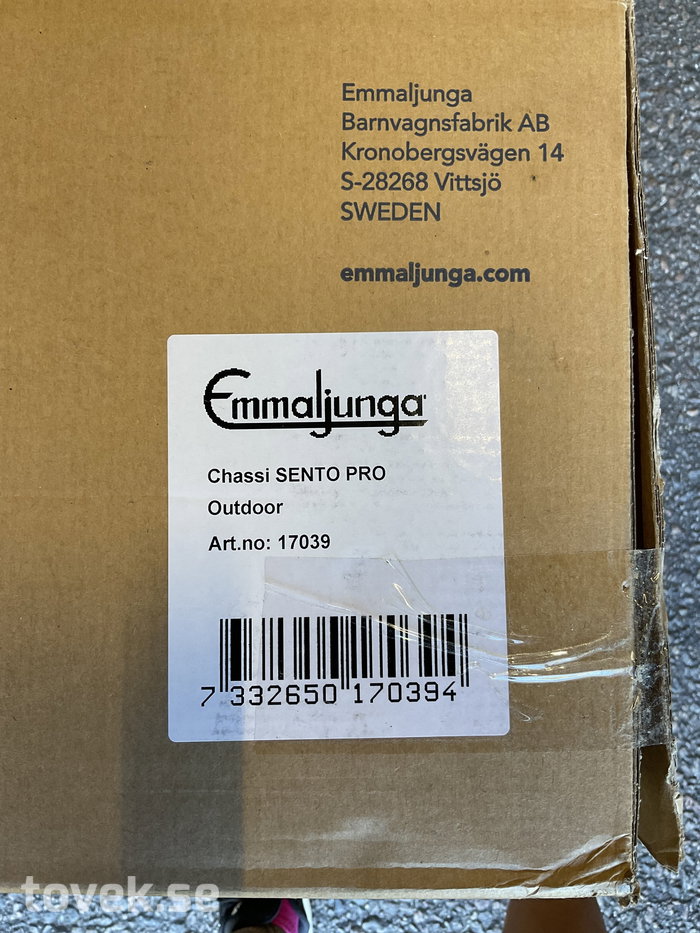 Emmaljunga
Barnvagnsfabrik AB
Kronobergsvägen 14
S-28268 Vittsjö
SWEDEN
emmaljunga.com
Emmaljunga
Chassi SENTO PRO
Outdoor
Art.no: 17039
7 332650 170394
tovak.se